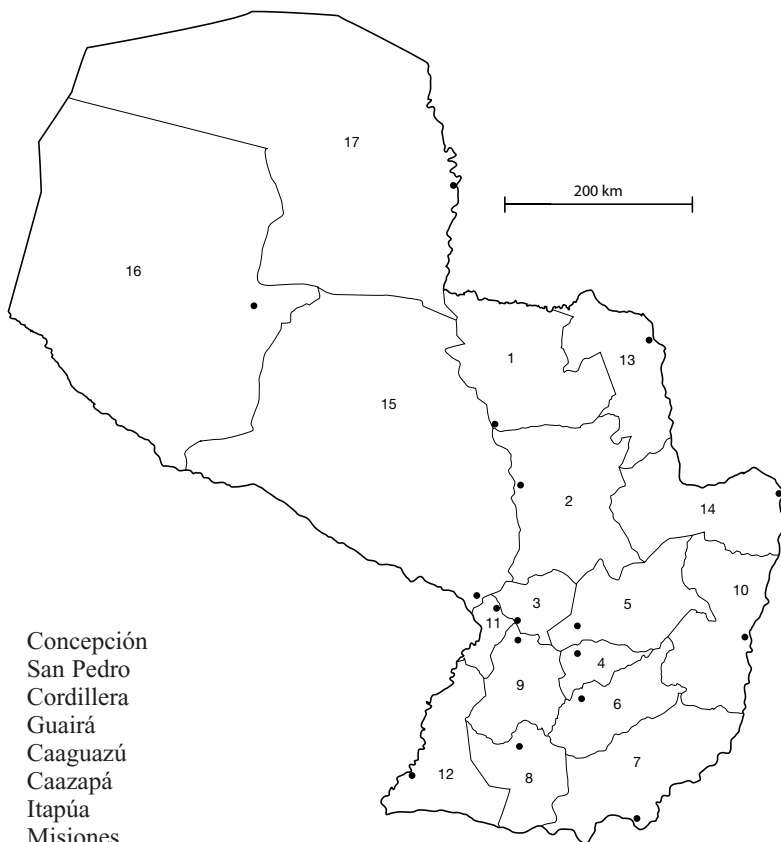 17
200 km
16
1
13
15
2
14
3
5
10
11
4
9
6
7
12
8
Concepción
San Pedro
Cordillera
Guairá
Caaguazú
Caazapá
Itapúa
Misiones